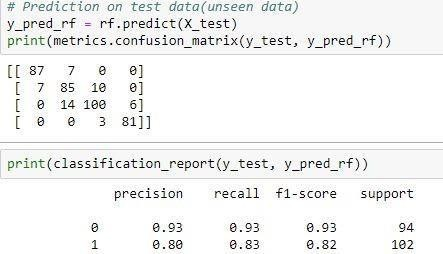 # Prediction on test data(unseen data)
y_pred_rf = rf.predict(X_test)
print(metrics.confusion_matrix(y_test, y_pred_rf))
[[ 87 7 0 0]
[ 7 85 10 0]
[ 0 14 100 6]
[ 0 0 3 81]]
print(classification_report(y_test, y_pred_rf))
precision recall f1-score support
0 0.93 0.93 0.93 94
1 0.80 0.83 0.82 102